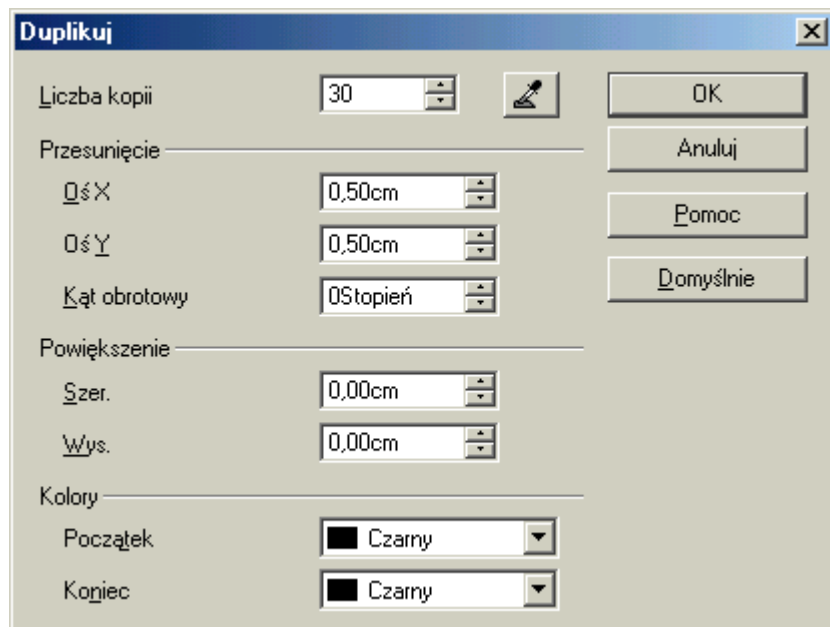 Duplikuj
Liczba kopii 30 OK
Przesunięcie Anuluj
Oś X 0,50cm
Pomoc
Oś Y 0,50cm
Domyślnie
Kąt obrotowy 0Stopień
Powiększenie
Szer. 0,00cm
Wys. 0,00cm
Kolory
Początek Czarny
Koniec Czarny